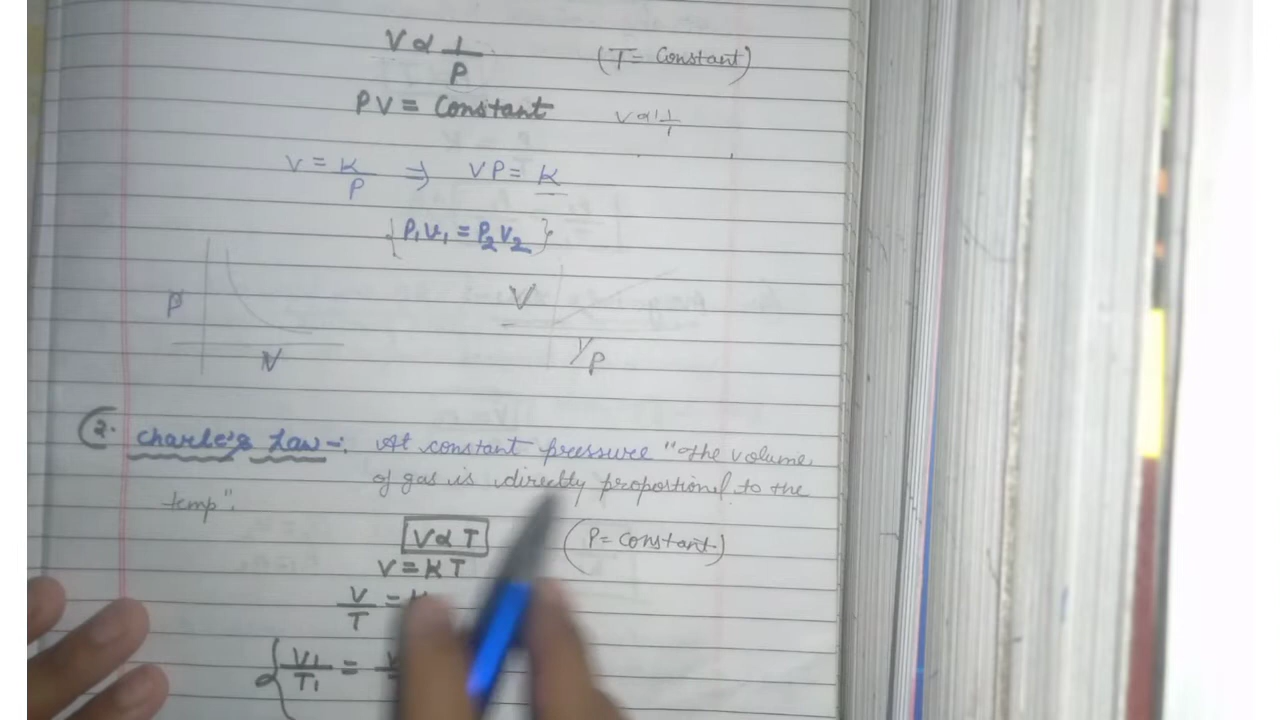 V ∝ 1/P (T = Constant)
PV = Constant
V = K/P ⇒ VP = K
{P₁V₁ = P₂V₂}
P
V
V
1/P
2. Charle's Law -: At constant pressure "the volume
of gas is directly proportional to the
temp".
V ∝ T (P = Constant)
V = KT
V/T =
V₁/T₁ =